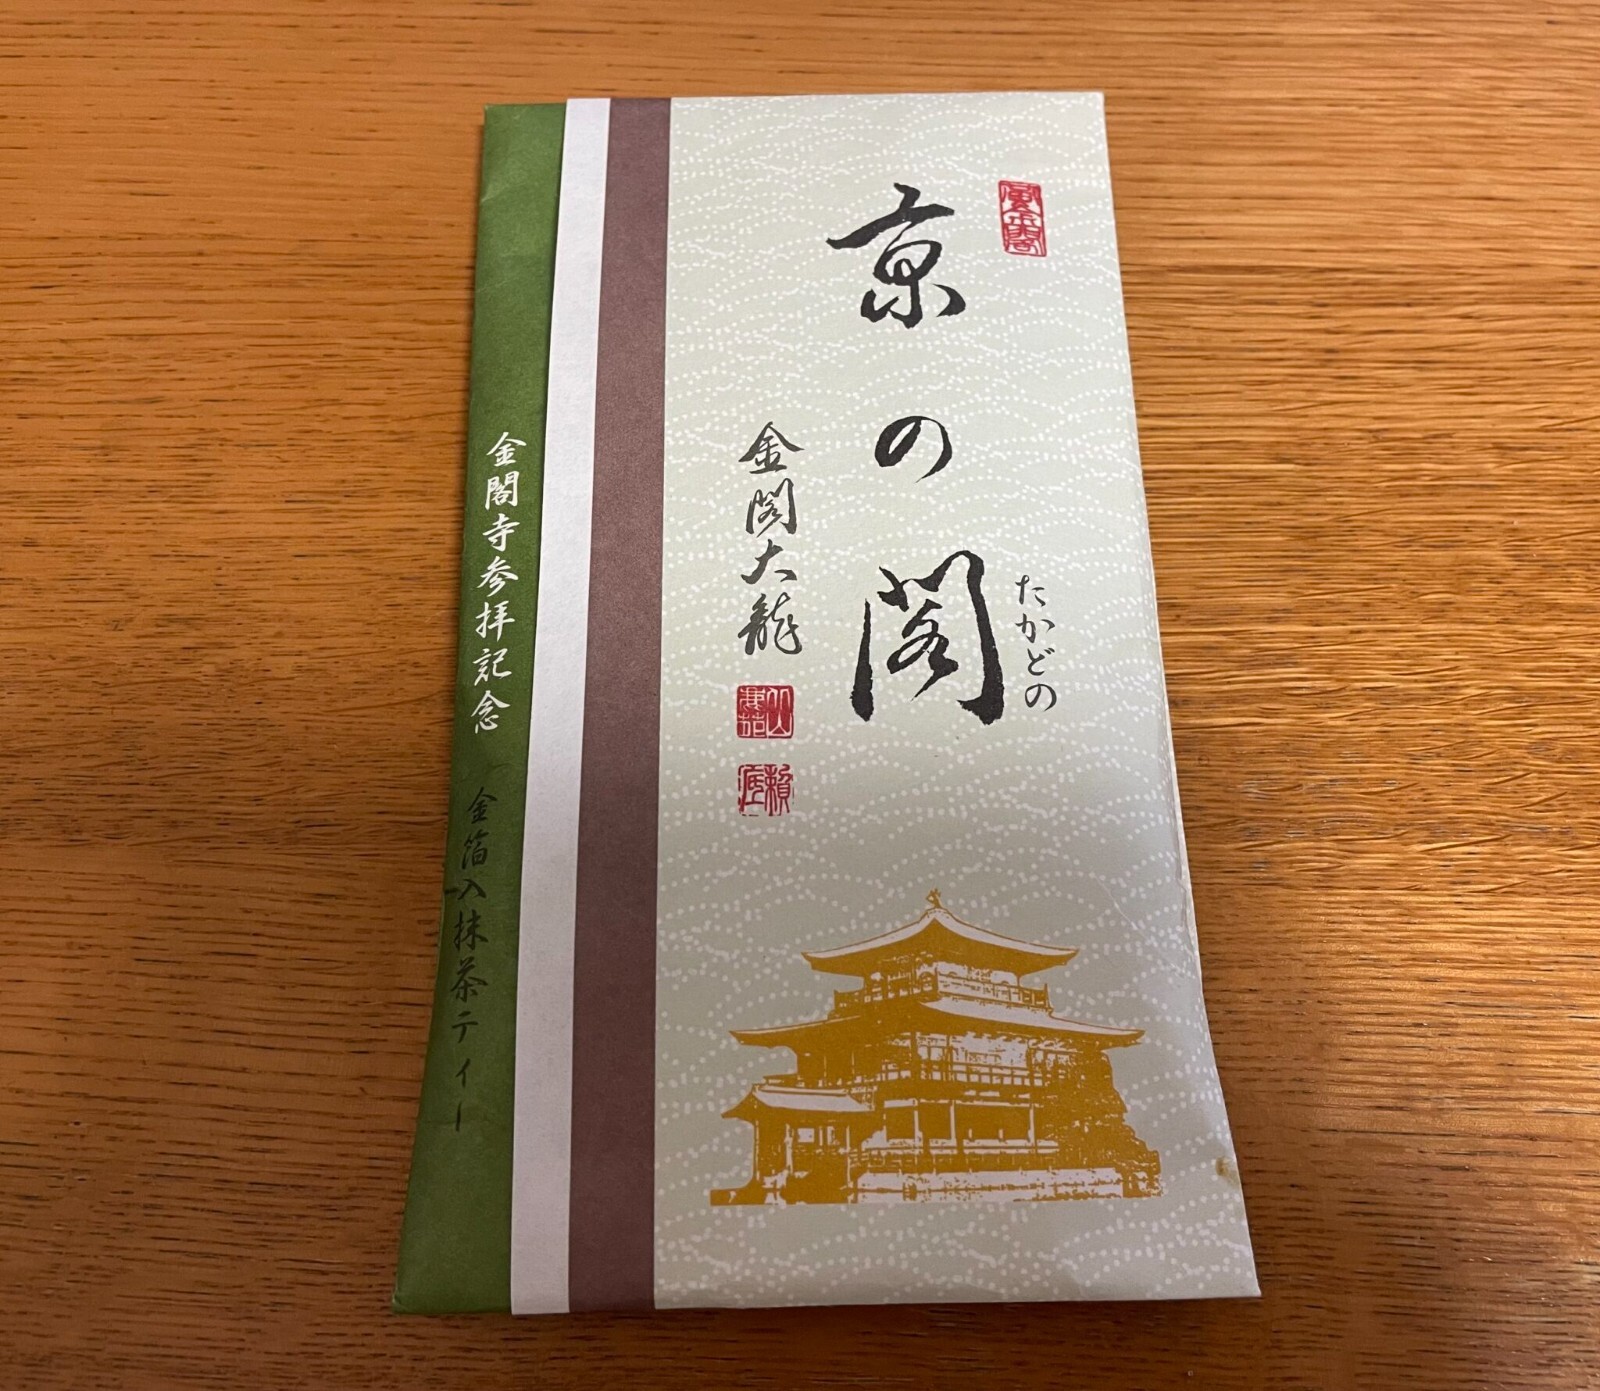 京の閣
たかどの
金閣大龍
金閣寺参拝記念
金箔入抹茶ティー